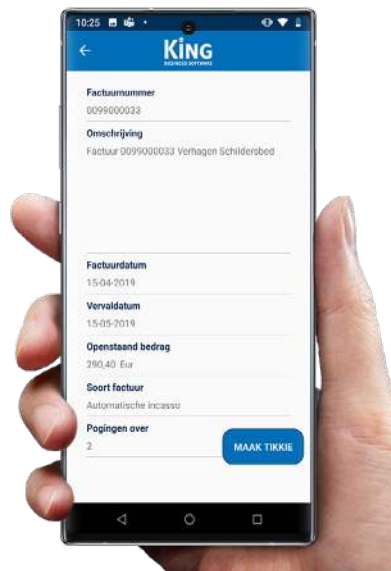 10:25
KING
BUSINESS SOFTWARE
Factuurnummer
0099000033
Omschrijving
Factuur 0099000033 Verhagen Schildersbed
Factuurdatum
15-04-2019
Vervaldatum
15-05-2019
Openstaand bedrag
290,40 Eur
Soort factuur
Automatische incasso
Pogingen over
2
MAAK TIKKIE